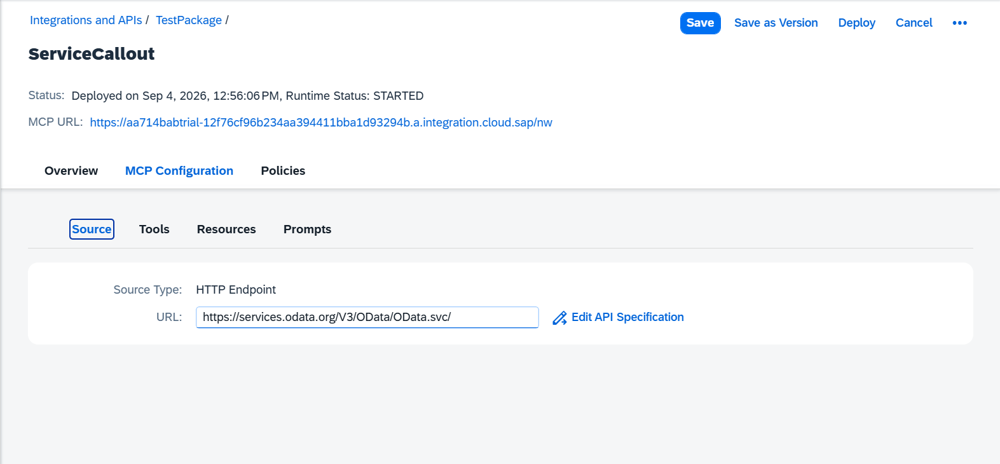 Integrations and APIs / TestPackage /
Save Save as Version Deploy Cancel •••
ServiceCallout
Status: Deployed on Sep 4, 2026, 12:56:06 PM, Runtime Status: STARTED
MCP URL: https://aa714babtrial-12f76cf96b234aa394411bba1d93294b.a.integration.cloud.sap/nw
Overview MCP Configuration Policies
Source Tools Resources Prompts
Source Type: HTTP Endpoint
URL: https://services.odata.org/V3/OData/OData.svc/ Edit API Specification